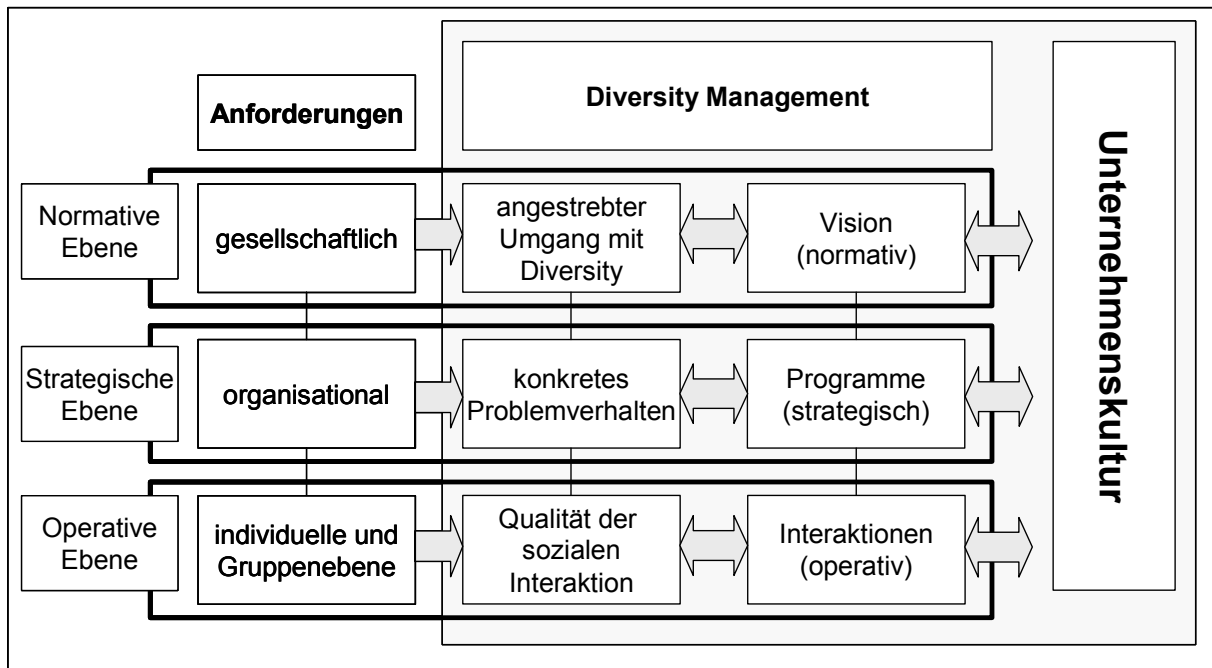 Anforderungen
Diversity Management
Unternehmenskultur
Normative
Ebene
gesellschaftlich
angestrebter
Umgang mit
Diversity
Vision
(normativ)
Strategische
Ebene
organisational
konkretes
Problemverhalten
Programme
(strategisch)
Operative
Ebene
individuelle und
Gruppenebene
Qualität der
sozialen
Interaktion
Interaktionen
(operativ)